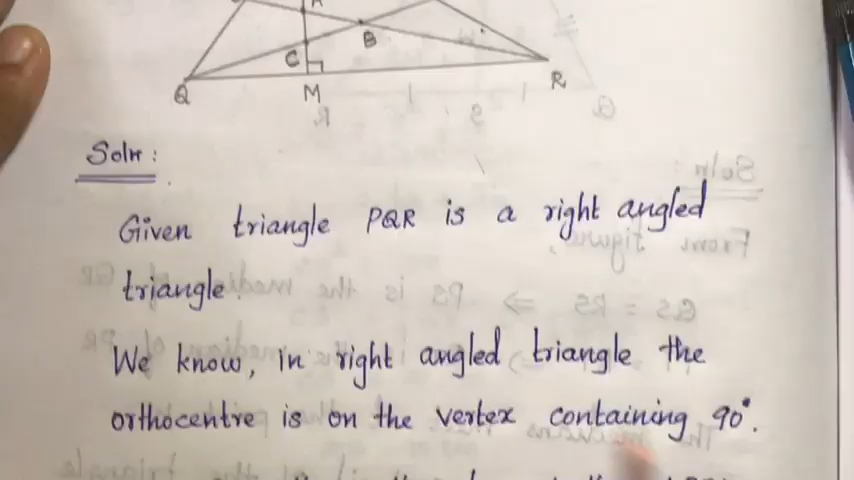 A
B
C
Q
M
R
Soln:
Given triangle PQR is a right angled
triangle.
We know, in right angled triangle the
orthocentre is on the vertex containing 90°.